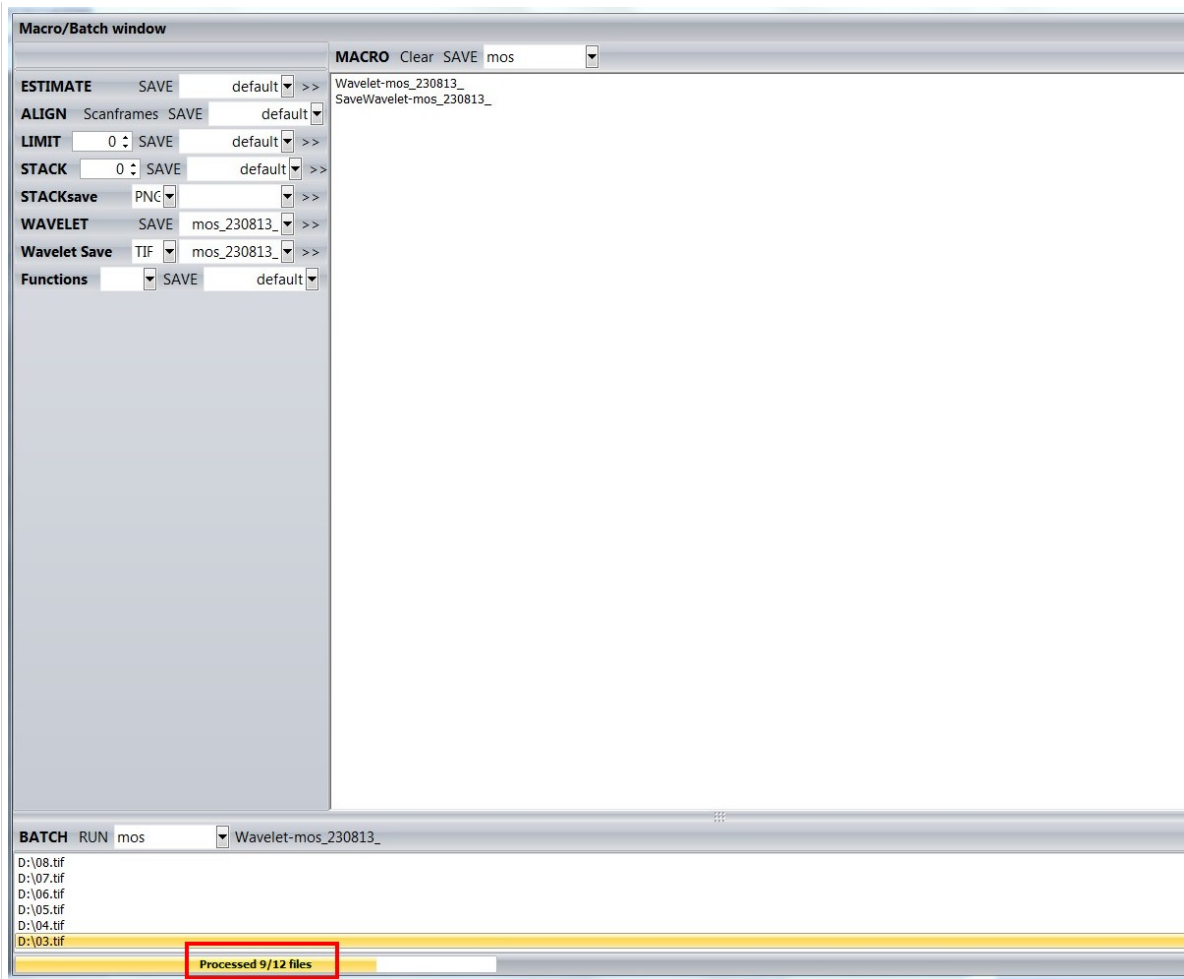 Macro/Batch window
MACRO Clear SAVE mos
ESTIMATE SAVE default >>
Wavelet-mos_230813_
SaveWavelet-mos_230813_
ALIGN Scanframes SAVE default
LIMIT 0 SAVE default >>
STACK 0 SAVE default >>
STACKsave PNG >>
WAVELET SAVE mos_230813_ >>
Wavelet Save TIF mos_230813_ >>
Functions SAVE default
BATCH RUN mos Wavelet-mos_230813_
D:\08.tif
D:\07.tif
D:\06.tif
D:\05.tif
D:\04.tif
D:\03.tif
Processed 9/12 files